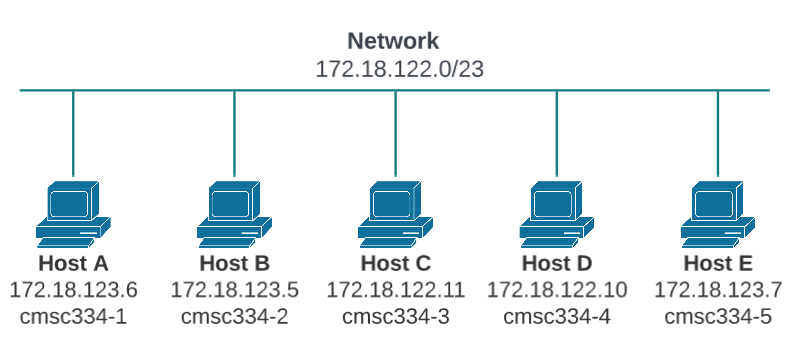 Network
172.18.122.0/23
Host A
172.18.123.6
cmsc334-1
Host B
172.18.123.5
cmsc334-2
Host C
172.18.122.11
cmsc334-3
Host D
172.18.122.10
cmsc334-4
Host E
172.18.123.7
cmsc334-5